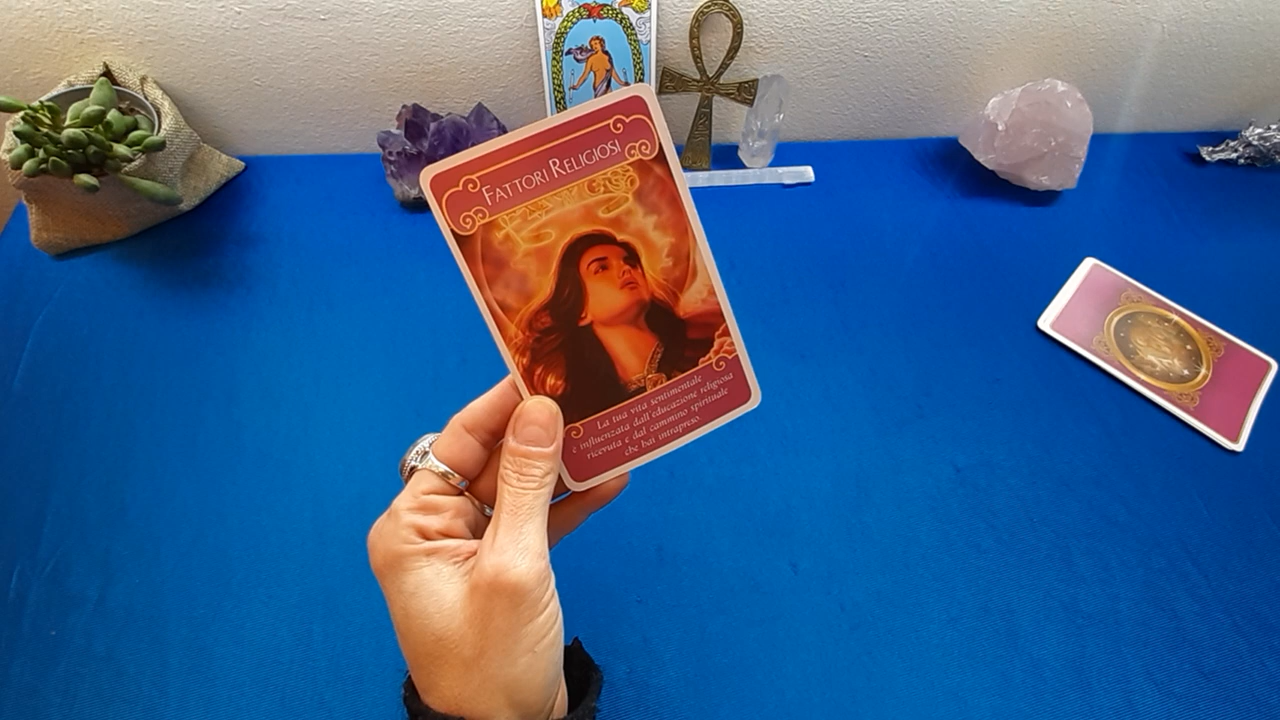 FATTORI RELIGIOSI
La tua vita sentimentale
è influenzata dall'educazione religiosa
ricevuta e dal cammino spirituale
che hai intrapreso.